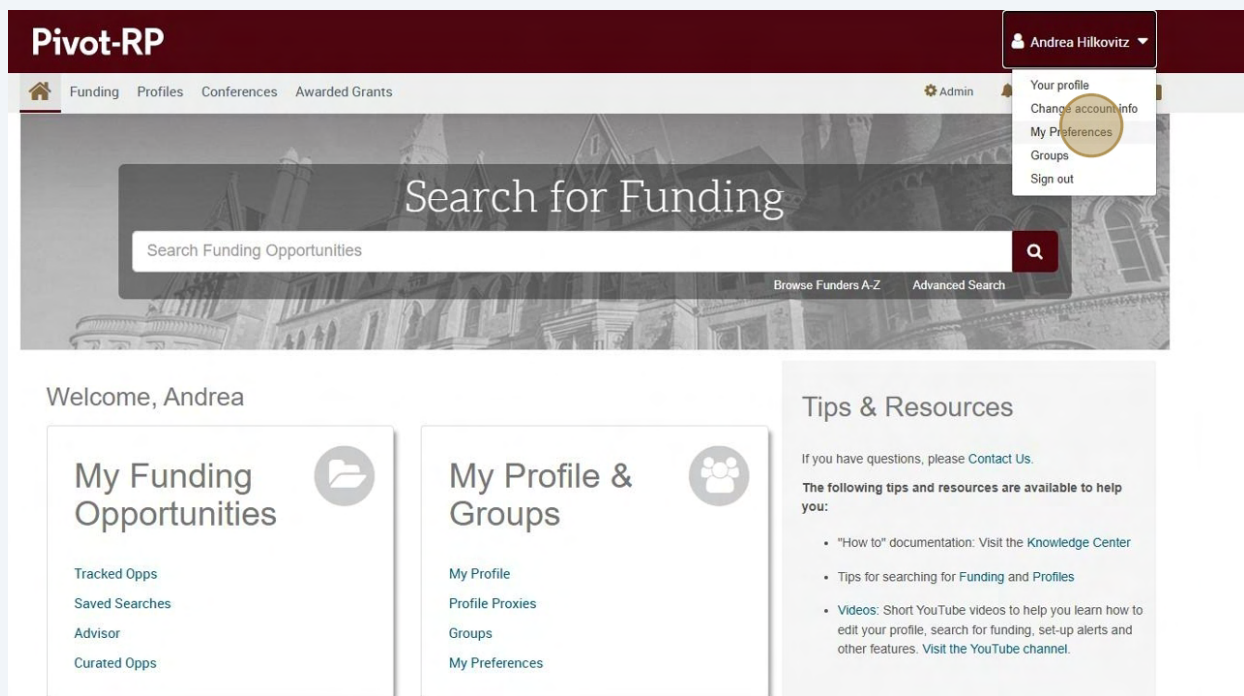 Pivot-RP
Andrea Hilkovitz
Funding Profiles Conferences Awarded Grants
Admin
Your profile
Change account info
My Preferences
Groups
Sign out
Search for Funding
Search Funding Opportunities
Browse Funders A-Z Advanced Search
Welcome, Andrea
My Funding
Opportunities
Tracked Opps
Saved Searches
Advisor
Curated Opps
My Profile &
Groups
My Profile
Profile Proxies
Groups
My Preferences
Tips & Resources
If you have questions, please Contact Us.
The following tips and resources are available to help
you:
• "How to" documentation: Visit the Knowledge Center
• Tips for searching for Funding and Profiles
• Videos: Short YouTube videos to help you learn how to
edit your profile, search for funding, set-up alerts and
other features. Visit the YouTube channel.